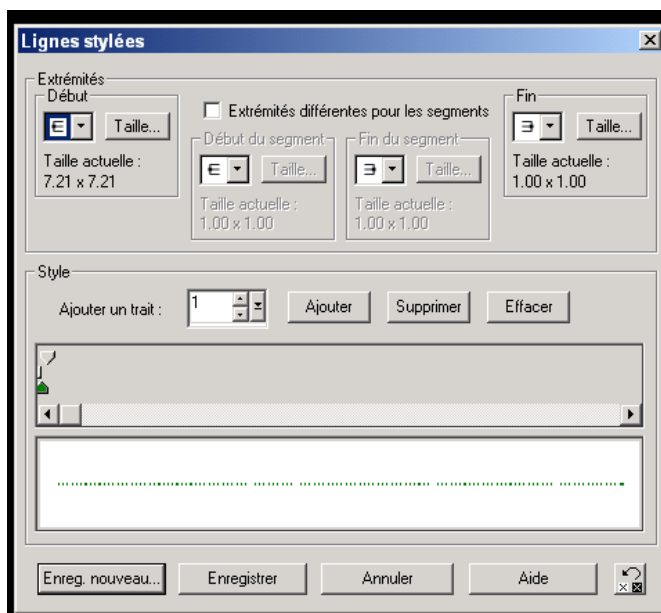 Lignes stylées
Extrémités
Début
Taille...
Taille actuelle :
7.21 x 7.21
Extrémités différentes pour les segments
Début du segment
Taille...
Taille actuelle :
1.00 x 1.00
Fin du segment
Taille...
Taille actuelle :
1.00 x 1.00
Fin
Taille...
Taille actuelle :
1.00 x 1.00
Style
Ajouter un trait : 1 Ajouter Supprimer Effacer
Enreg. nouveau... Enregistrer Annuler Aide